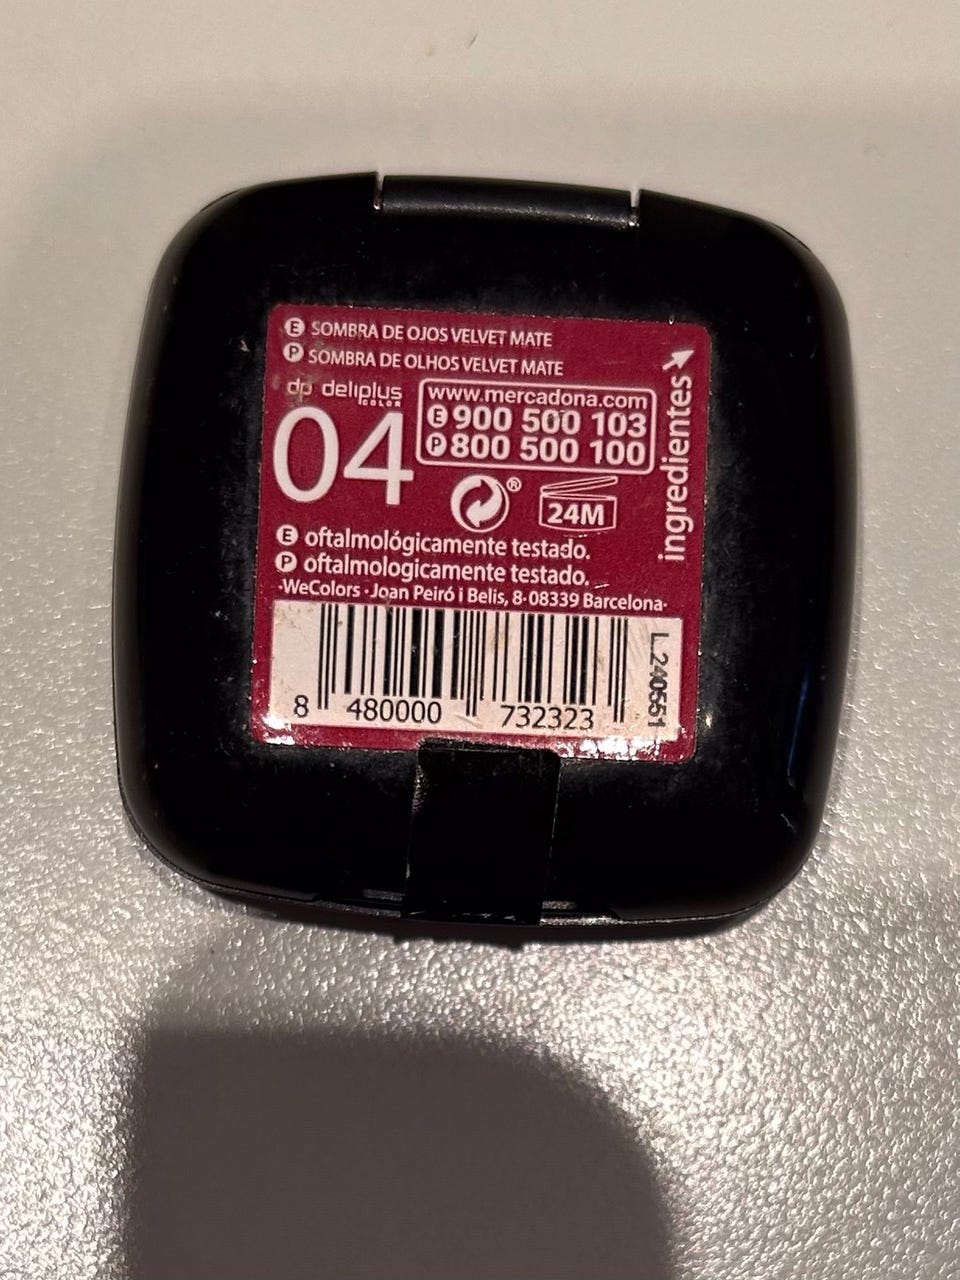 E SOMBRA DE OJOS VELVET MATE
P SOMBRA DE OLHOS VELVET MATE
dp deliplus
COLOR
04
www.mercadona.com
E 900 500 103
P 800 500 100
ingredientes
®
24M
E oftalmológicamente testado.
P oftalmologicamente testado.
·WeColors · Joan Peiró i Belis, 8· 08339 Barcelona·
8 480000 732323
L 240551